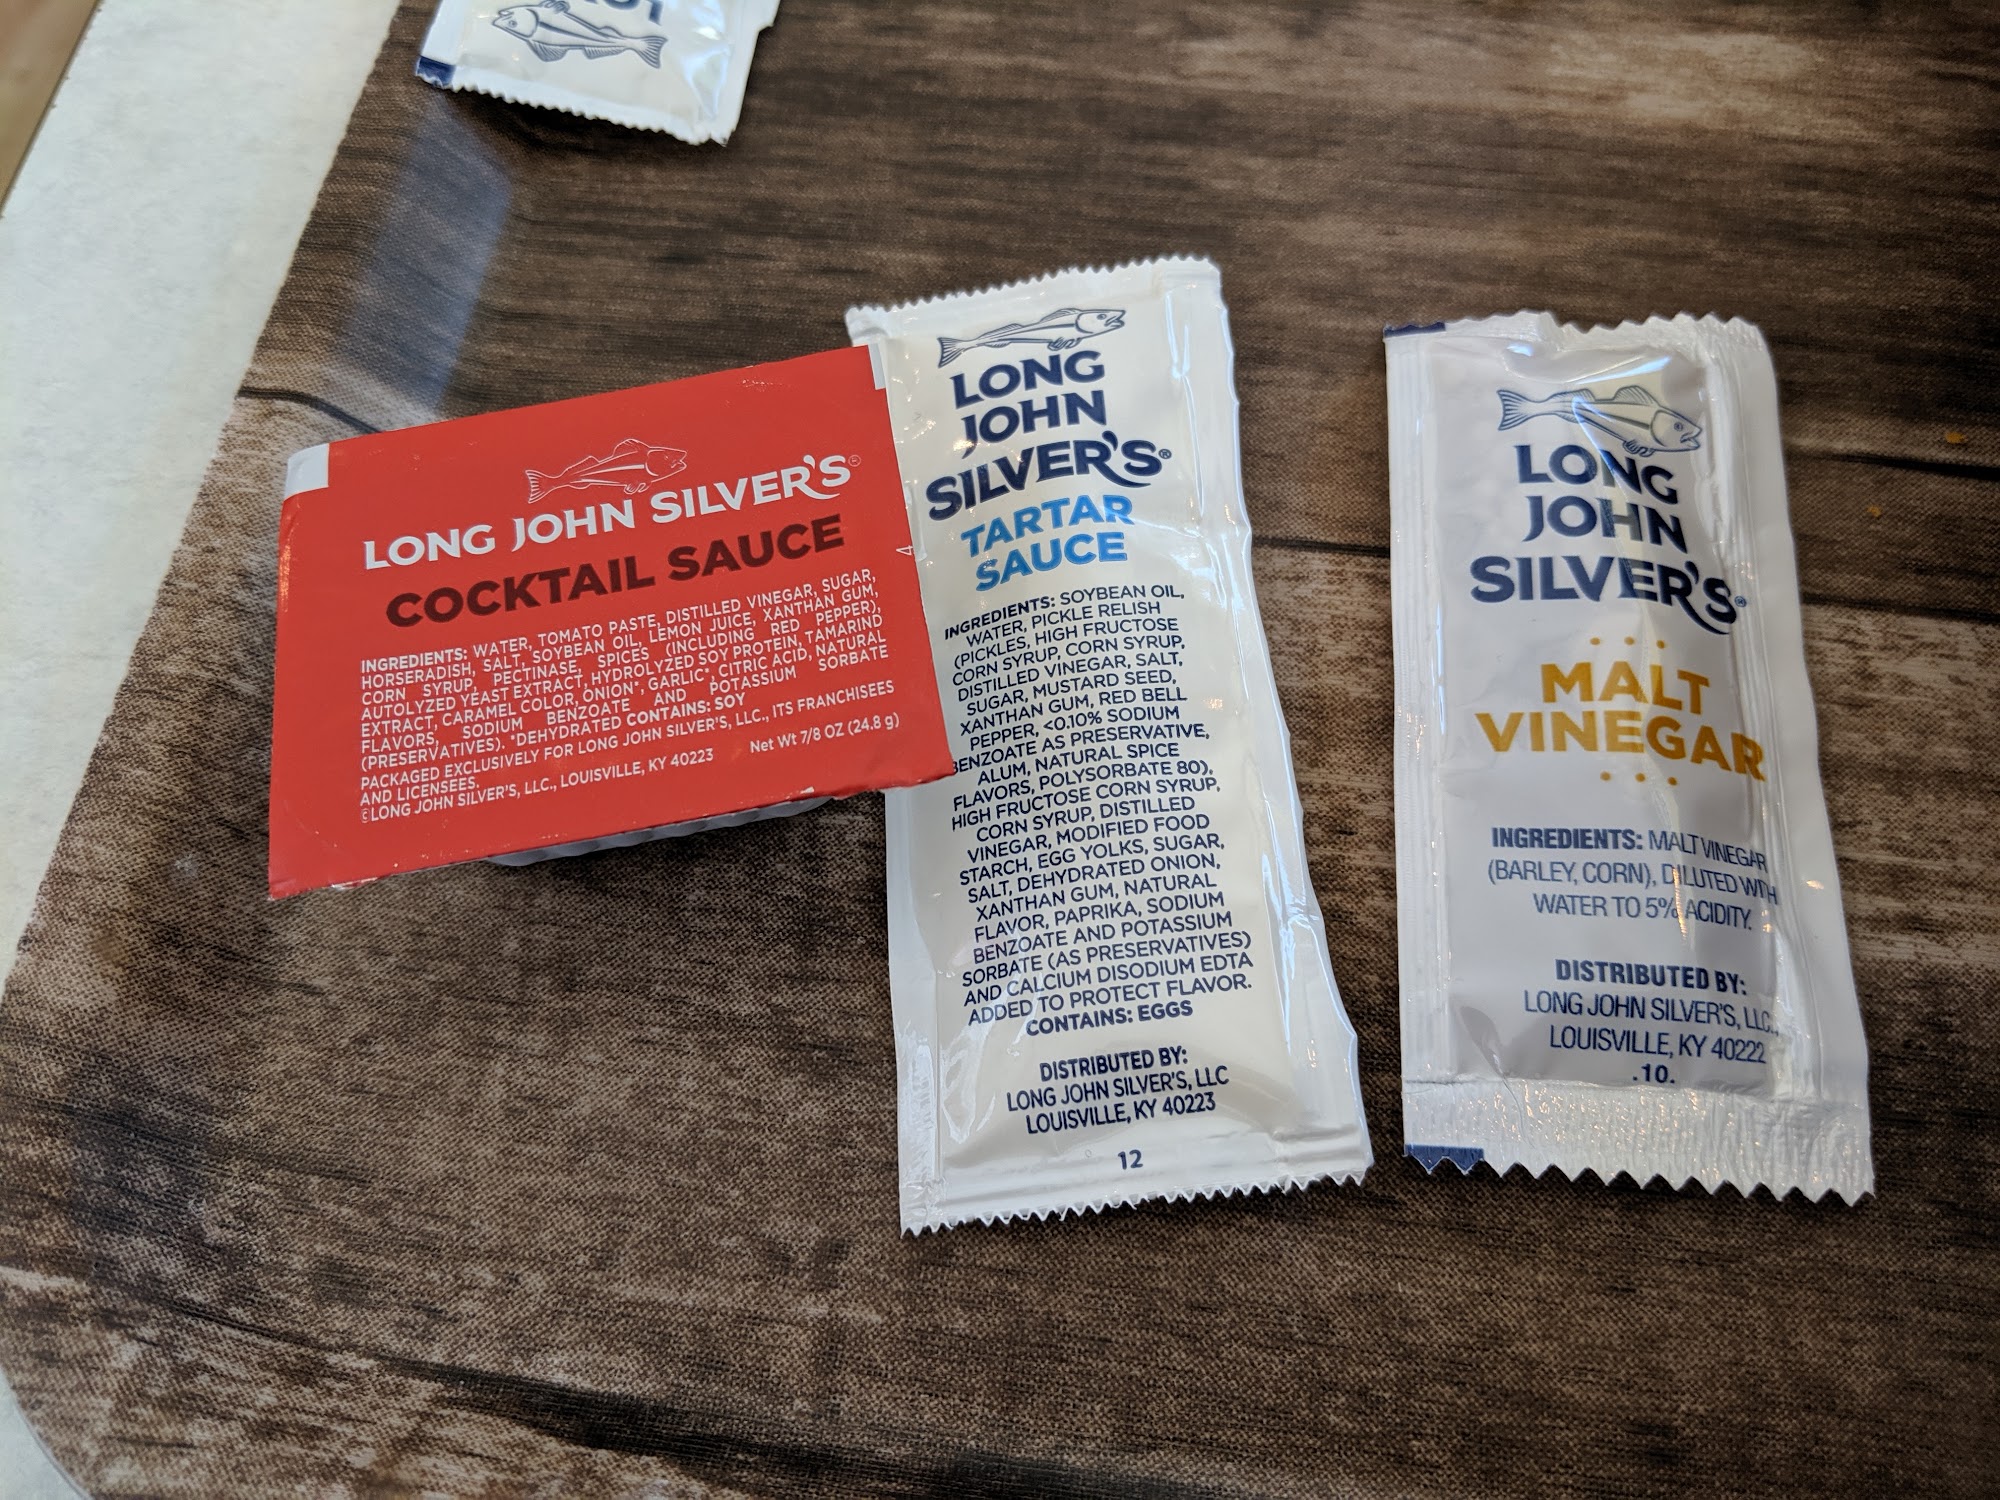 LONG JOHN SILVER'S®
COCKTAIL SAUCE
INGREDIENTS: WATER, TOMATO PASTE, DISTILLED VINEGAR, SUGAR,
HORSERADISH, SALT, SOYBEAN OIL, LEMON JUICE, XANTHAN GUM,
CORN SYRUP, PECTINASE, SPICES (INCLUDING RED PEPPER),
AUTOLYZED YEAST EXTRACT, HYDROLYZED SOY PROTEIN, TAMARIND
EXTRACT, CARAMEL COLOR, ONION*, GARLIC*, CITRIC ACID, NATURAL
FLAVORS, SODIUM BENZOATE AND POTASSIUM SORBATE
(PRESERVATIVES). *DEHYDRATED CONTAINS: SOY
PACKAGED EXCLUSIVELY FOR LONG JOHN SILVER'S, LLC., ITS FRANCHISEES
AND LICENSEES.
©LONG JOHN SILVER'S, LLC., LOUISVILLE, KY 40223
Net Wt 7/8 OZ (24.8 g)
4
LONG
JOHN
SILVER'S®
TARTAR
SAUCE
INGREDIENTS: SOYBEAN OIL,
WATER, PICKLE RELISH
(PICKLES, HIGH FRUCTOSE
CORN SYRUP, CORN SYRUP,
DISTILLED VINEGAR, SALT,
SUGAR, MUSTARD SEED,
XANTHAN GUM, RED BELL
PEPPER, <0.10% SODIUM
BENZOATE AS PRESERVATIVE,
ALUM, NATURAL SPICE
FLAVORS, POLYSORBATE 80),
HIGH FRUCTOSE CORN SYRUP,
CORN SYRUP, DISTILLED
VINEGAR, MODIFIED FOOD
STARCH, EGG YOLKS, SUGAR,
SALT, DEHYDRATED ONION,
XANTHAN GUM, NATURAL
FLAVOR, PAPRIKA, SODIUM
BENZOATE AND POTASSIUM
SORBATE (AS PRESERVATIVES)
AND CALCIUM DISODIUM EDTA
ADDED TO PROTECT FLAVOR.
CONTAINS: EGGS
DISTRIBUTED BY:
LONG JOHN SILVER'S, LLC
LOUISVILLE, KY 40223
12
LONG
JOHN
SILVER'S®
MALT
VINEGAR
INGREDIENTS: MALT VINEGAR
(BARLEY, CORN), DILUTED WITH
WATER TO 5% ACIDITY.
DISTRIBUTED BY:
LONG JOHN SILVER'S, LLC.,
LOUISVILLE, KY 40222
.10.